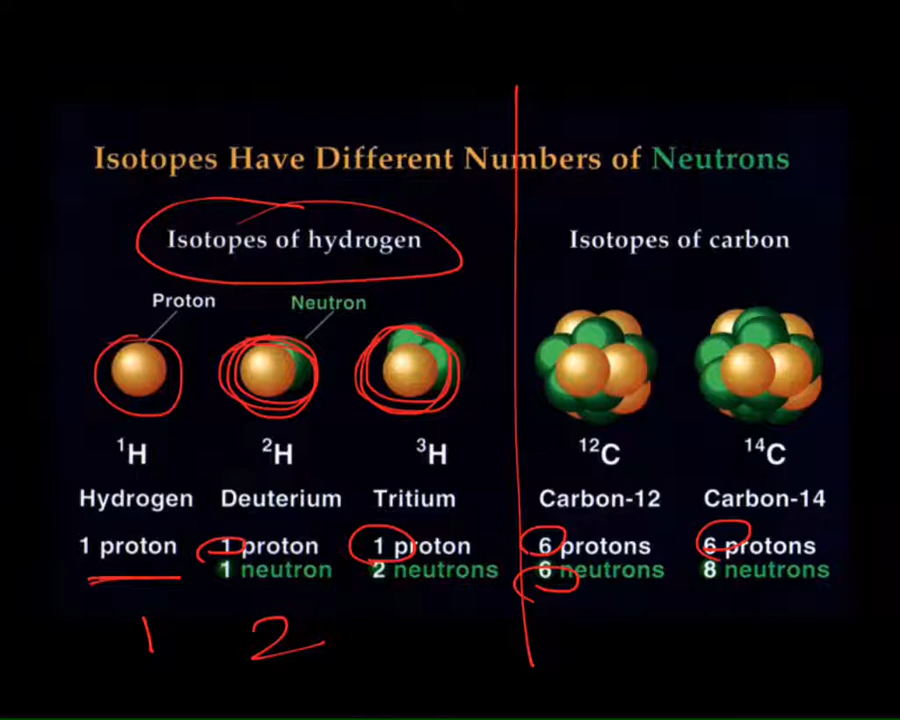 Isotopes Have Different Numbers of Neutrons
Isotopes of hydrogen
Isotopes of carbon
Proton
Neutron
¹H
²H
³H
¹²C
¹⁴C
Hydrogen
Deuterium
Tritium
Carbon-12
Carbon-14
1 proton
1 proton
1 neutron
1 proton
2 neutrons
6 protons
6 neutrons
6 protons
8 neutrons
1
2